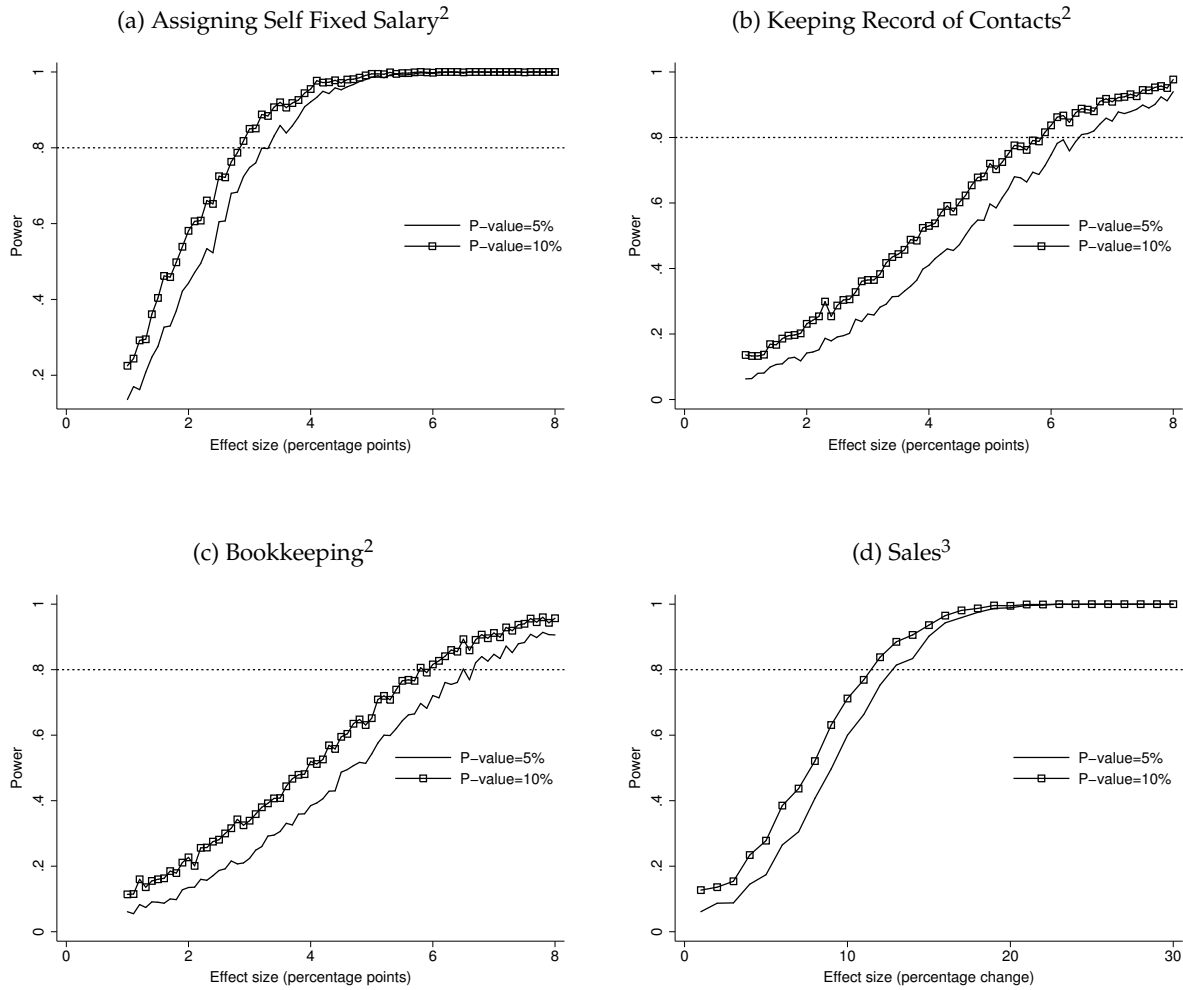 (a) Assigning Self Fixed Salary²
1
.8
.6
.4
.2
Power
P-value=5%
P-value=10%
0 2 4 6 8
Effect size (percentage points)
(b) Keeping Record of Contacts²
1
.8
.6
.4
.2
0
Power
P-value=5%
P-value=10%
0 2 4 6 8
Effect size (percentage points)
(c) Bookkeeping²
1
.8
.6
.4
.2
0
Power
P-value=5%
P-value=10%
0 2 4 6 8
Effect size (percentage points)
(d) Sales³
1
.8
.6
.4
.2
0
Power
P-value=5%
P-value=10%
0 10 20 30
Effect size (percentage change)